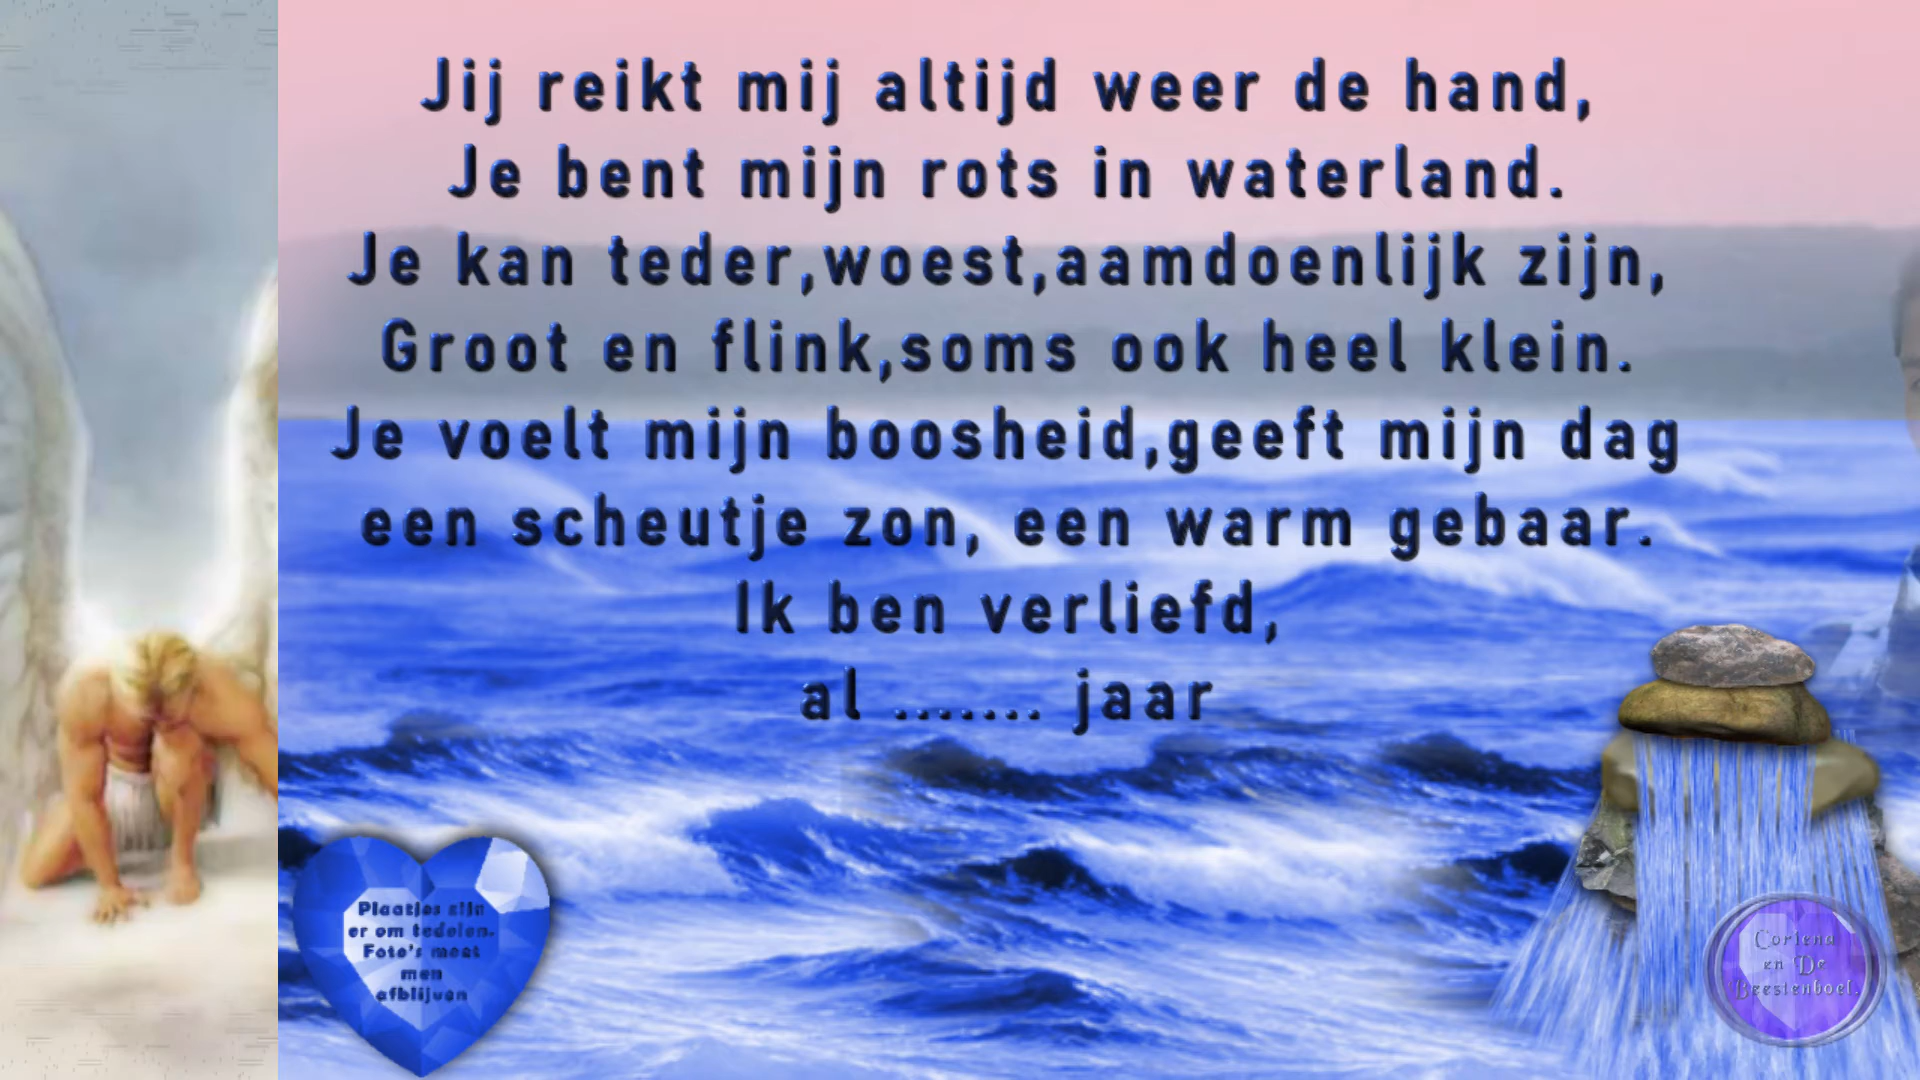 Jij reikt mij altijd weer de hand,
Je bent mijn rots in waterland.
Je kan teder,woest,aamdoenlijk zijn,
Groot en flink,soms ook heel klein.
Je voelt mijn boosheid,geeft mijn dag
een scheutje zon, een warm gebaar.
Ik ben verliefd,
al ....... jaar
Plaatjes zijn
er om tedelen.
Foto's moet
men
afblijven
Corlena
en De
Beestenboel.